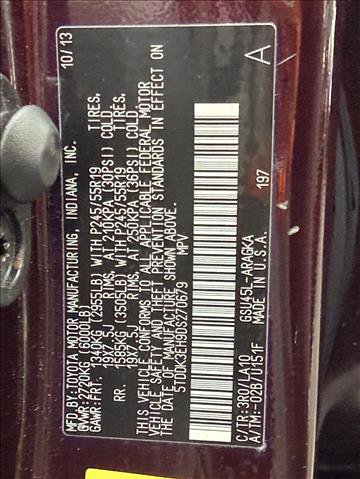 MFD.BY:TOYOTA MOTOR MANUFACTURING, INDIANA, INC. 10/13
GVWR:2720KG (6000LB)
GAWR:FRT. 1340KG (2955LB) WITH P245/55R19 TIRES,
19X7.5J RIMS, AT 210KPA (30PSI) COLD
RR. 1585KG (3505LB) WITH P245/55R19 TIRES,
19X7.5J RIMS, AT 250KPA (36PSI) COLD
THIS VEHICLE CONFORMS TO ALL APPLICABLE FEDERAL MOTOR
VEHICLE SAFETY AND THEFT PREVENTION STANDARDS IN EFFECT ON
THE DATE OF MANUFACTURE SHOWN ABOVE.
5TDDK3EH9DS270679 MPV
C/TR:3R0/LA10 GSU45L-ARAGKA
A/TM:-02B/U151F 197 A
MADE IN U.S.A.